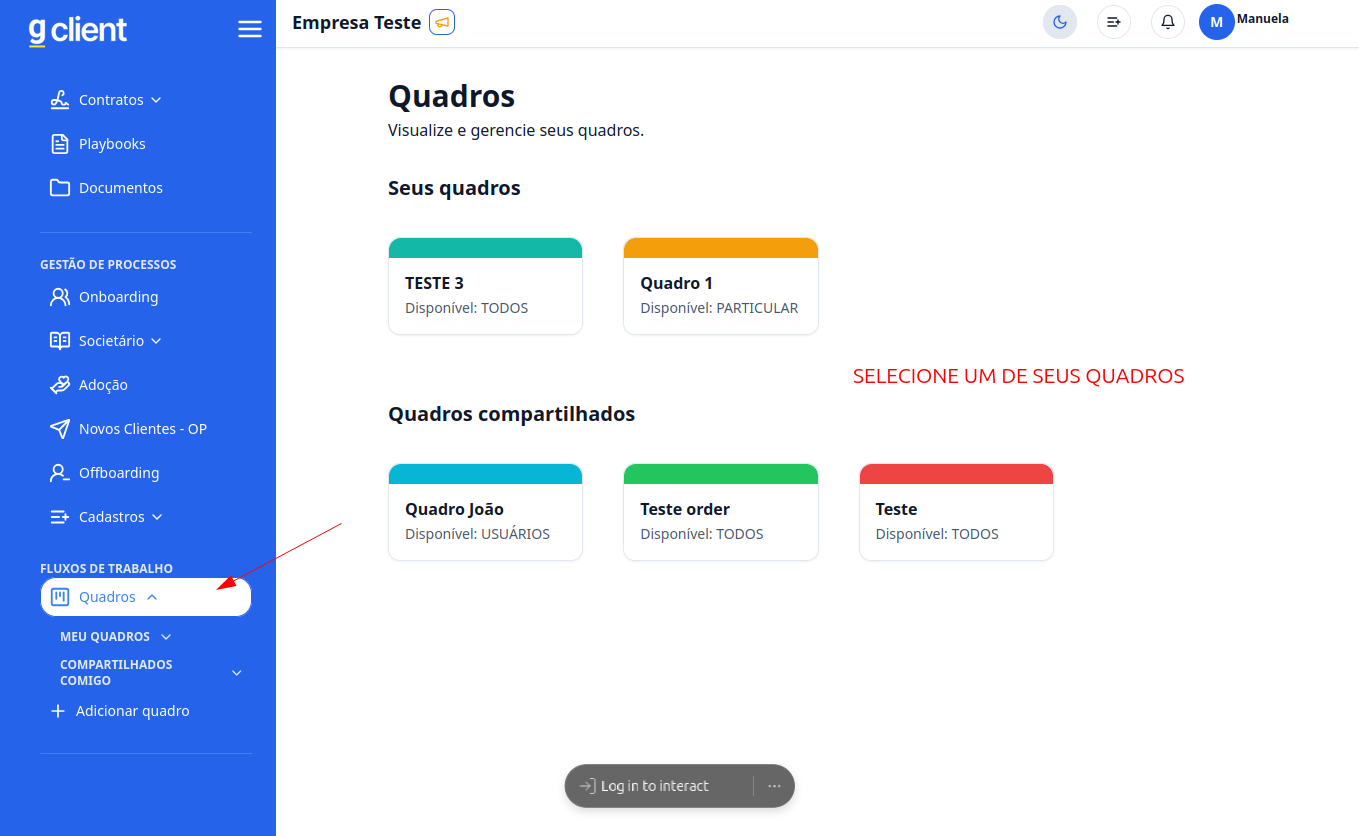 g client
Contratos
Playbooks
Documentos
GESTÃO DE PROCESSOS
Onboarding
Societário
Adoção
Novos Clientes - OP
Offboarding
Cadastros
FLUXOS DE TRABALHO
Quadros
MEU QUADROS
COMPARTILHADOS
COMIGO
Adicionar quadro
Empresa Teste
M Manuela
Quadros
Visualize e gerencie seus quadros.
Seus quadros
TESTE 3
Disponível: TODOS
Quadro 1
Disponível: PARTICULAR
SELECIONE UM DE SEUS QUADROS
Quadros compartilhados
Quadro João
Disponível: USUÁRIOS
Teste order
Disponível: TODOS
Teste
Disponível: TODOS
Log in to interact